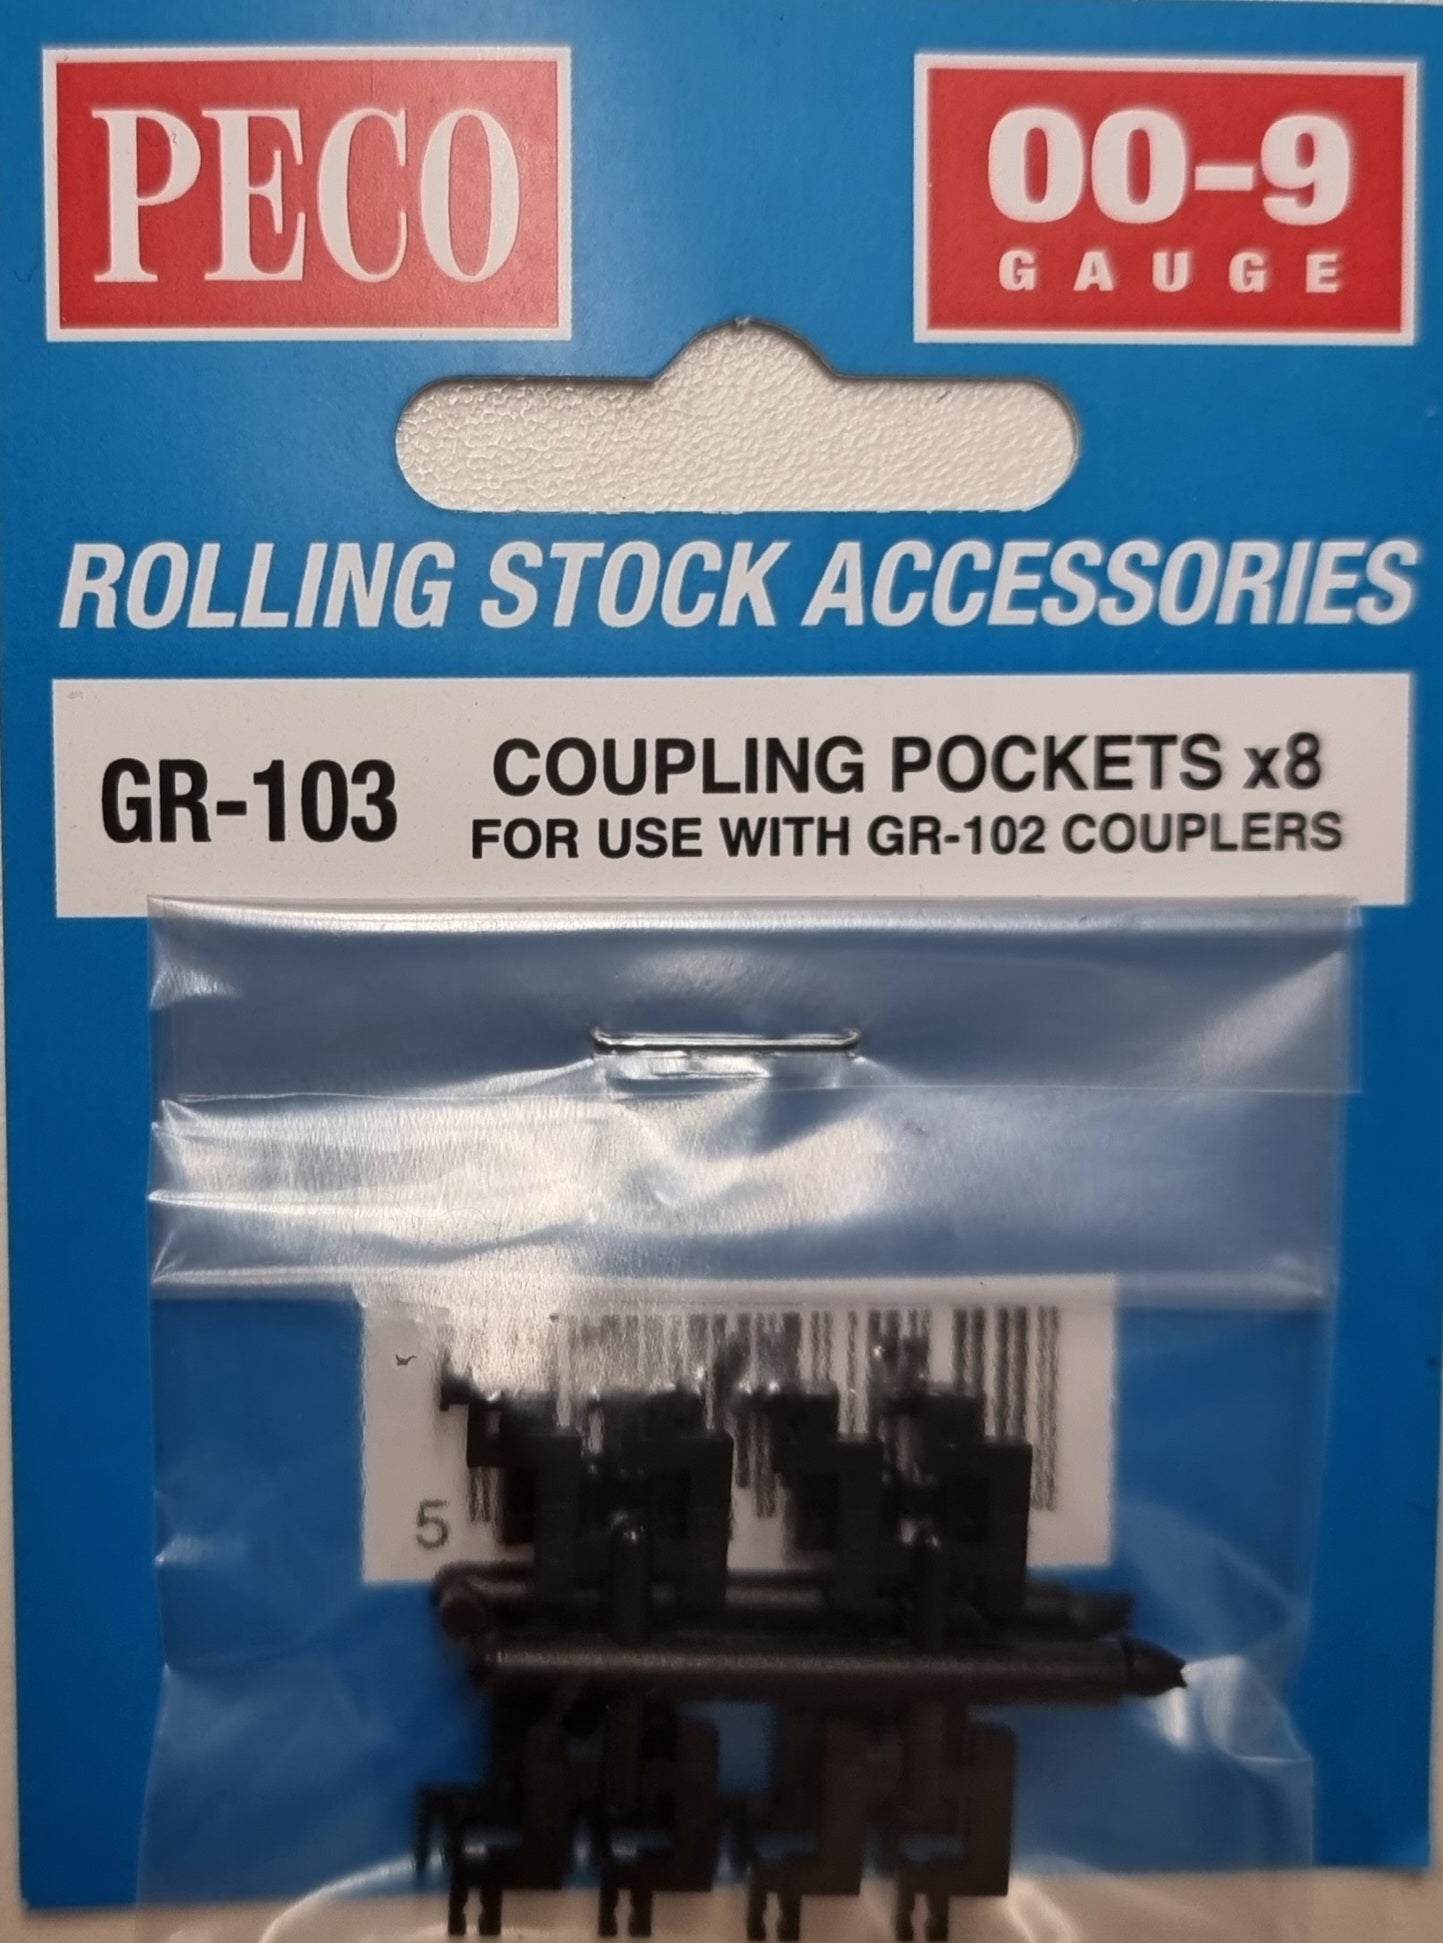 PECO
00-9
GAUGE
ROLLING STOCK ACCESSORIES
GR-103
COUPLING POCKETS x8
FOR USE WITH GR-102 COUPLERS
5